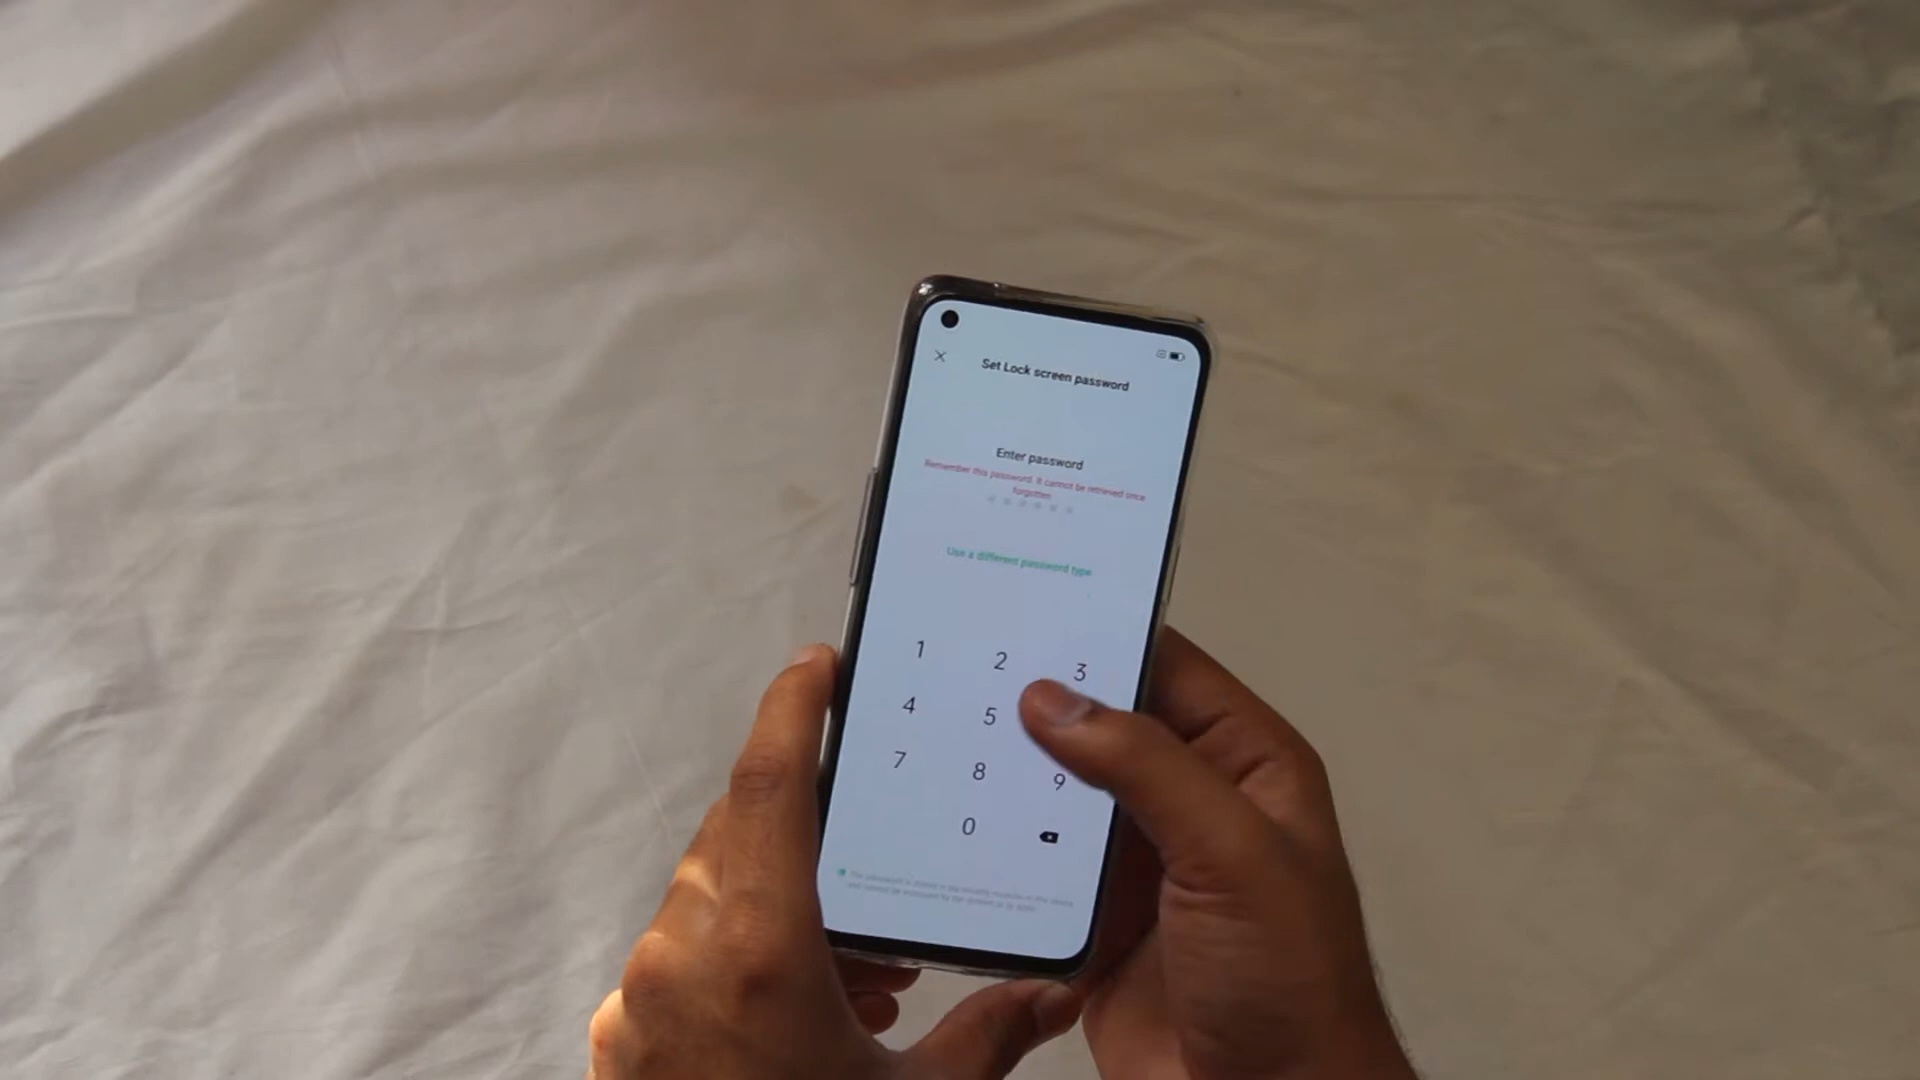 Set Lock screen password
Enter password
Remember this password. It cannot be retrieved once
forgotten
Use a different password type
1 2 3
4 5
7 8 9
0